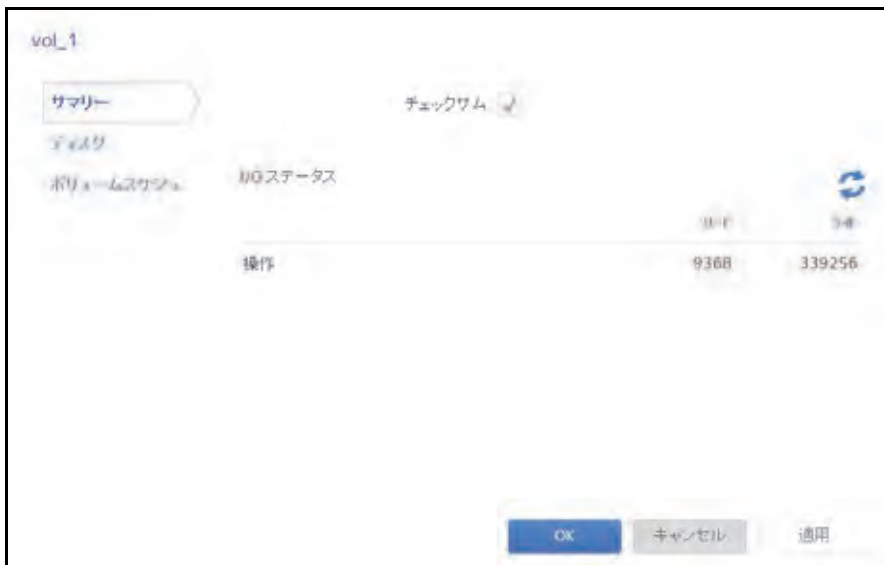 vol_1
サマリー
チェックサム
ディスク
ボリュームスケジュ
I/Oステータス
リード ライト
操作 9368 339256
OK キャンセル 適用